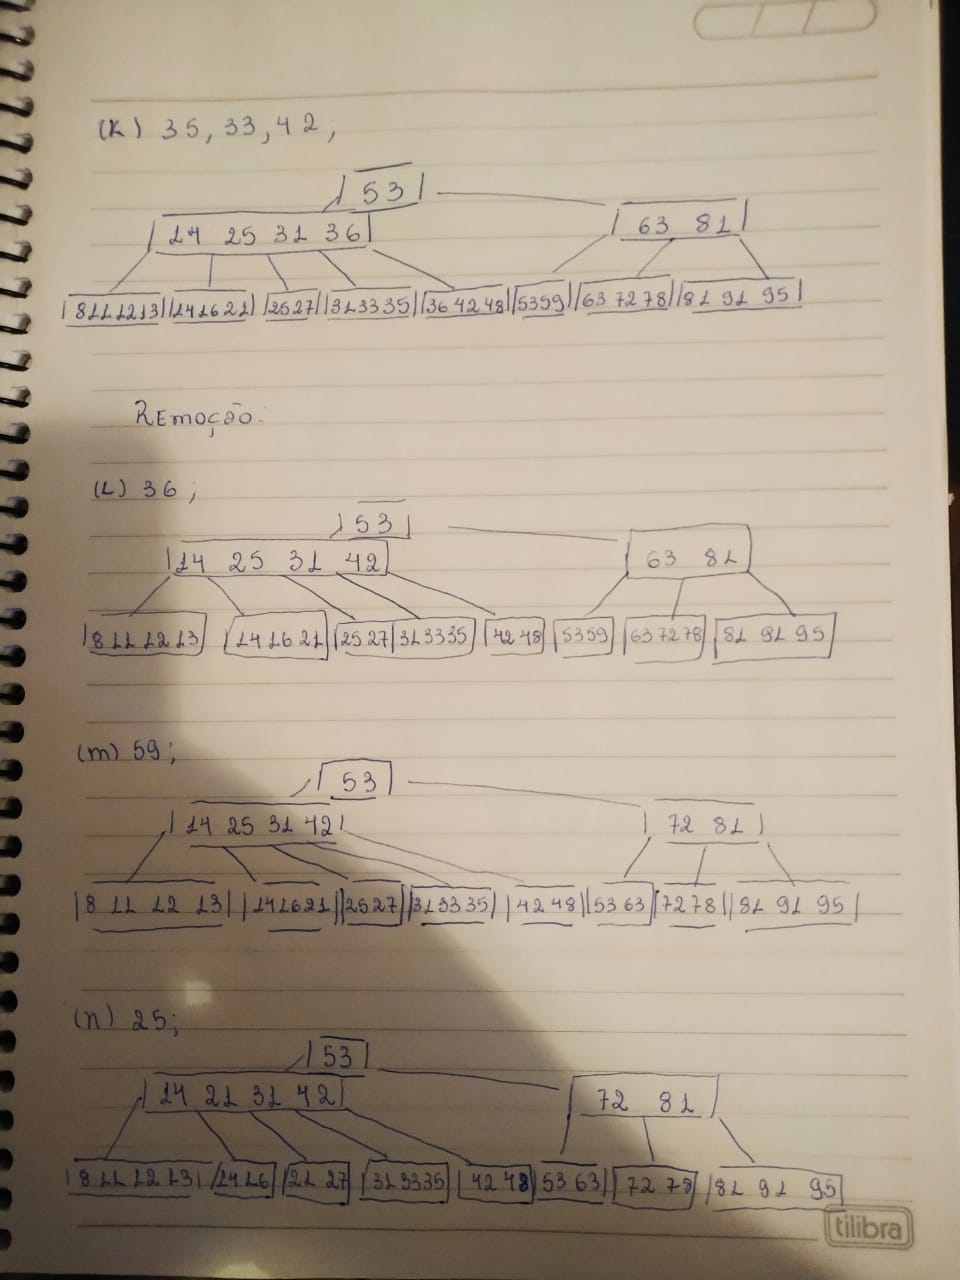 (K) 35, 33, 42;
53
14 25 31 36 63 81
8 11 12 13 14 16 21 25 27 31 33 35 36 42 48 53 59 63 72 78 81 91 95
Remoção.
(L) 36;
53
14 25 31 42 63 81
8 11 12 13 14 16 21 25 27 31 33 35 42 48 53 59 63 72 78 81 91 95
(m) 59;
53
14 25 31 42 72 81
8 11 12 13 14 16 21 25 27 31 33 35 42 48 53 63 72 78 81 91 95
(n) 25;
53
14 21 31 42 72 81
8 11 12 13 14 16 21 27 31 33 35 42 48 53 63 72 78 81 91 95
tilibra